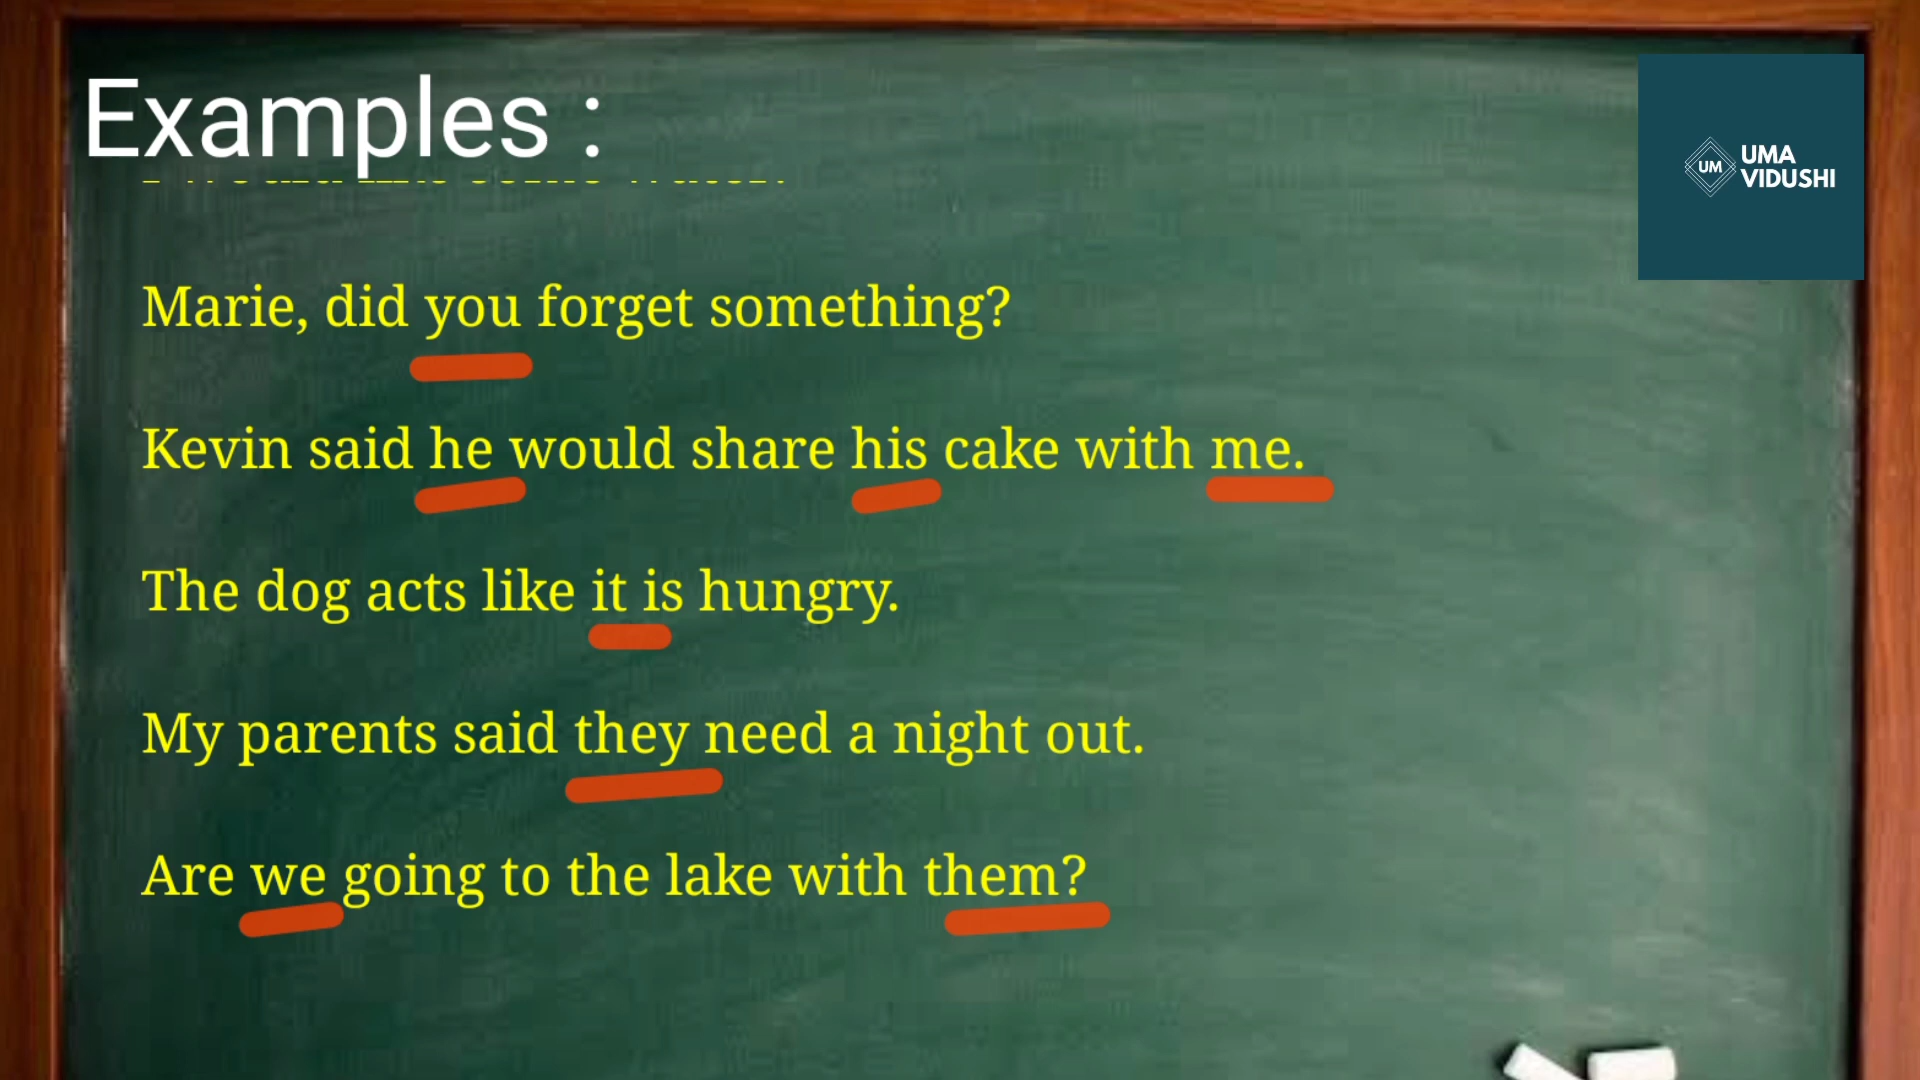 Examples :
UM
UMA
VIDUSHI
Marie, did you forget something?
Kevin said he would share his cake with me.
The dog acts like it is hungry.
My parents said they need a night out.
Are we going to the lake with them?